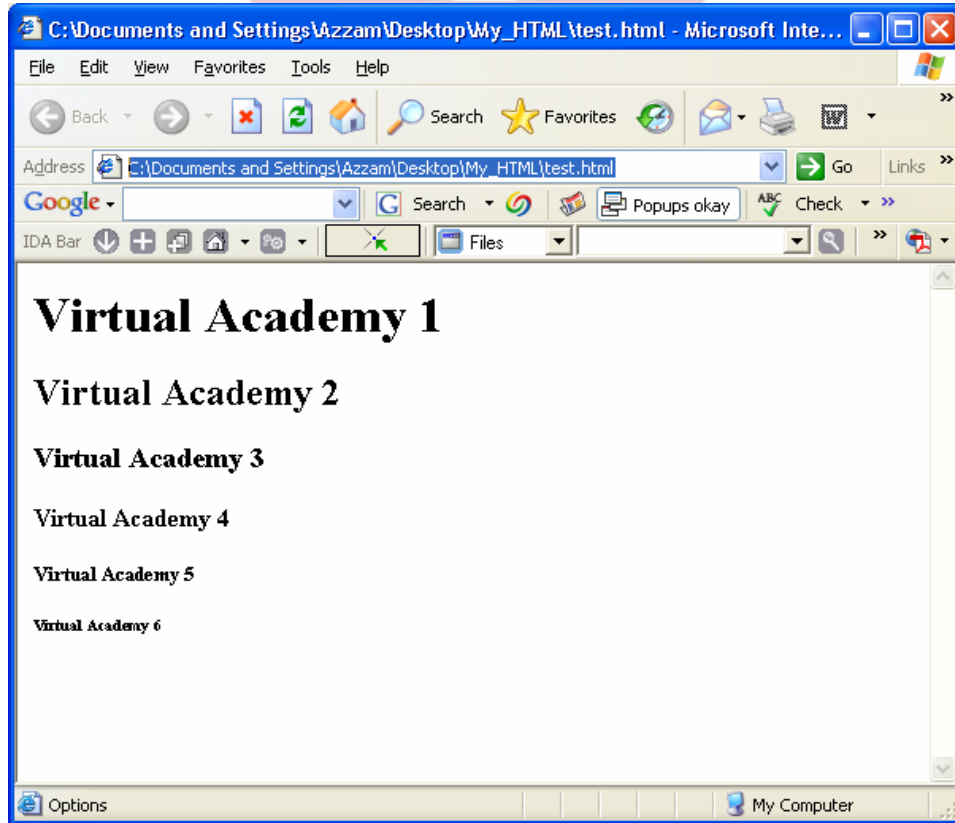 C:\Documents and Settings\Azzam\Desktop\My_HTML\test.html - Microsoft Inte...
File Edit View Favorites Tools Help
Back Search Favorites W »
Address C:\Documents and Settings\Azzam\Desktop\My_HTML\test.html Go Links »
Google G Search Popups okay ABC Check »
IDA Bar Files »
Virtual Academy 1
Virtual Academy 2
Virtual Academy 3
Virtual Academy 4
Virtual Academy 5
Virtual Academy 6
Options My Computer